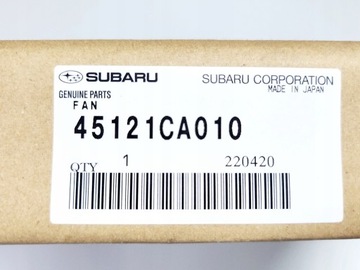 SUBARU SUBARU CORPORATION
GENUINE PARTS MADE IN JAPAN
FAN
45121CA010
QTY 1 220420